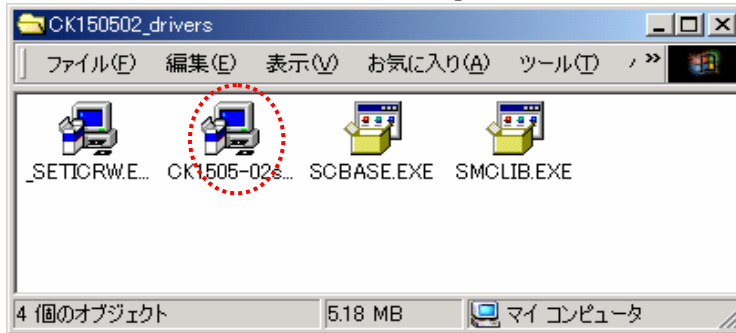 CK150502_drivers
ファイル(F) 編集(E) 表示(V) お気に入り(A) ツール(T) »
_SETICRW.E... CK1505-02s... SCBASE.EXE SMCLIB.EXE
4 個のオブジェクト 5.18 MB マイ コンピュータ